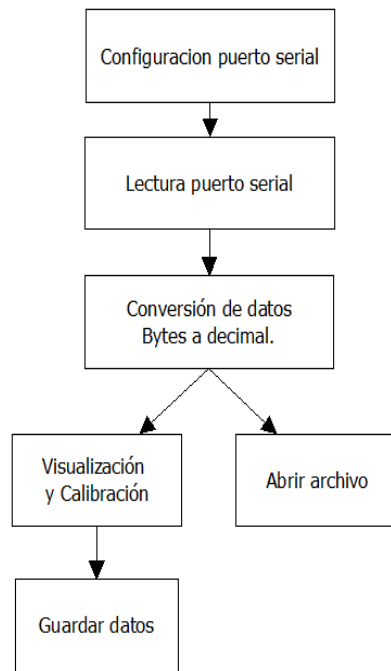 Configuracion puerto serial
Lectura puerto serial
Conversión de datos
Bytes a decimal.
Visualización
y Calibración
Abrir archivo
Guardar datos